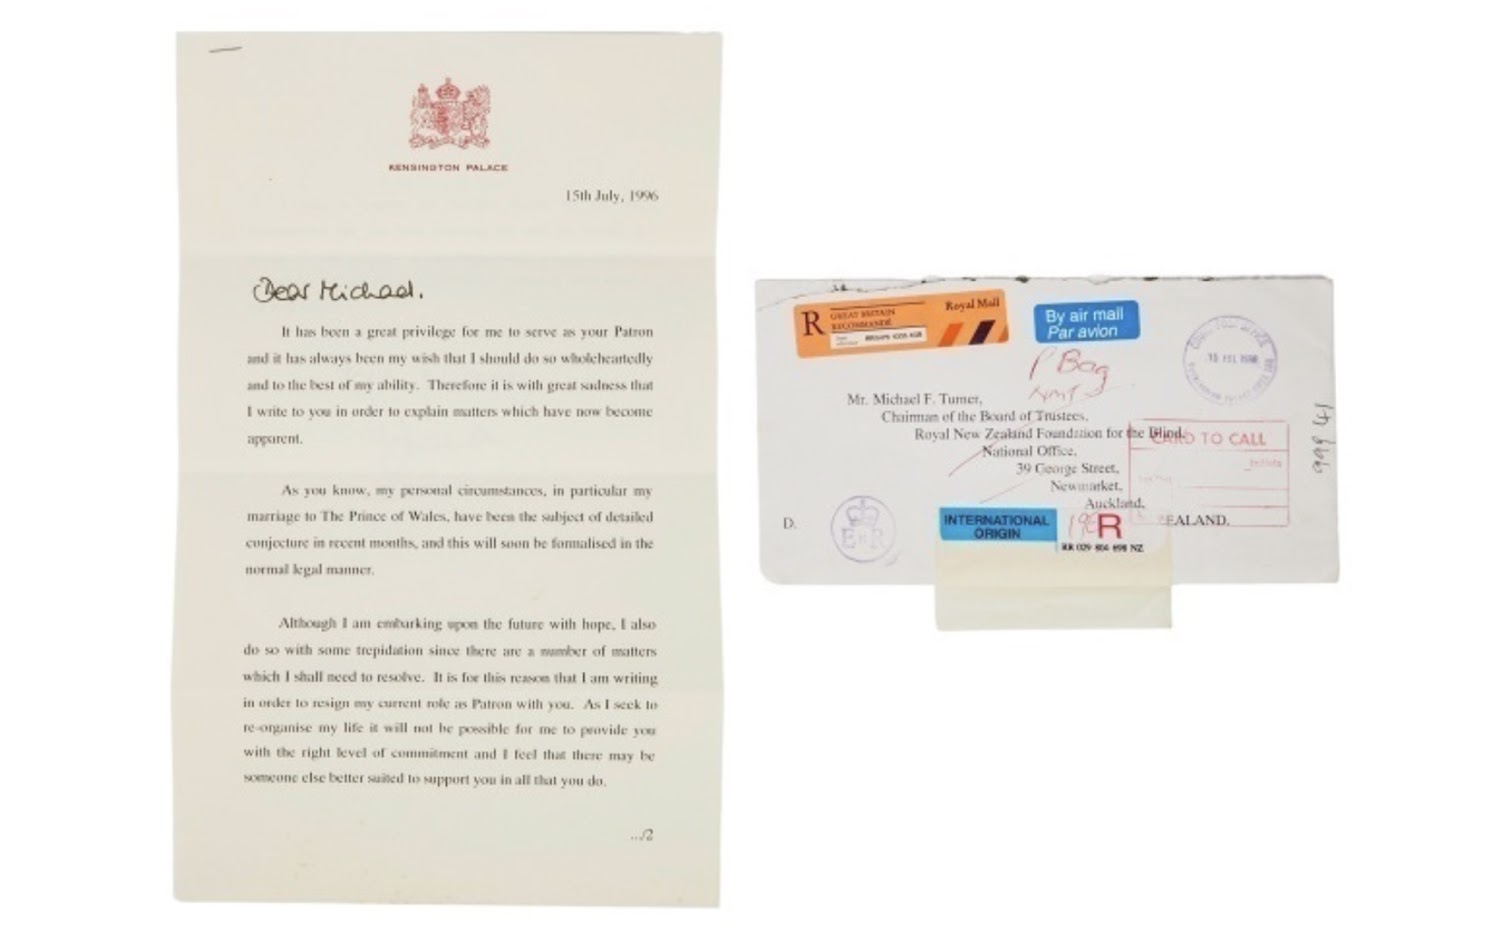 KENSINGTON PALACE
15th July, 1996
Dear Michael.
It has been a great privilege for me to serve as your Patron
and it has always been my wish that I should do so wholeheartedly
and to the best of my ability. Therefore it is with great sadness that
I write to you in order to explain matters which have now become
apparent.
As you know, my personal circumstances, in particular my
marriage to The Prince of Wales, have been the subject of detailed
conjecture in recent months, and this will soon be formalised in the
normal legal manner.
Although I am embarking upon the future with hope, I also
do so with some trepidation since there are a number of matters
which I shall need to resolve. It is for this reason that I am writing
in order to resign my current role as Patron with you. As I seek to
re-organise my life it will not be possible for me to provide you
with the right level of commitment and I feel that there may be
someone else better suited to support you in all that you do.
.../2
R
GREAT BRITAIN
RECOMMANDÉ
Royal Mail
By air mail
Par avion
P Bag
Mr. Michael F. Turner,
Chairman of the Board of Trustees,
Royal New Zealand Foundation for the Blind,
National Office,
39 George Street,
Newmarket,
Auckland,
EALAND.
CARD TO CALL
99941
D.
E R
INTERNATIONAL
ORIGIN
R
RR 029 804 698 NZ